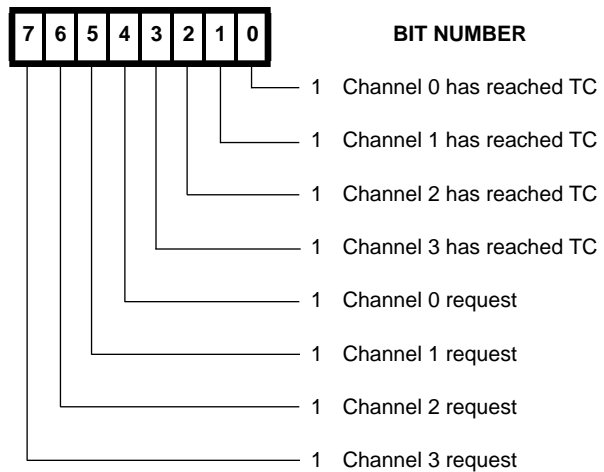 7 6 5 4 3 2 1 0 BIT NUMBER
1 Channel 0 has reached TC
1 Channel 1 has reached TC
1 Channel 2 has reached TC
1 Channel 3 has reached TC
1 Channel 0 request
1 Channel 1 request
1 Channel 2 request
1 Channel 3 request